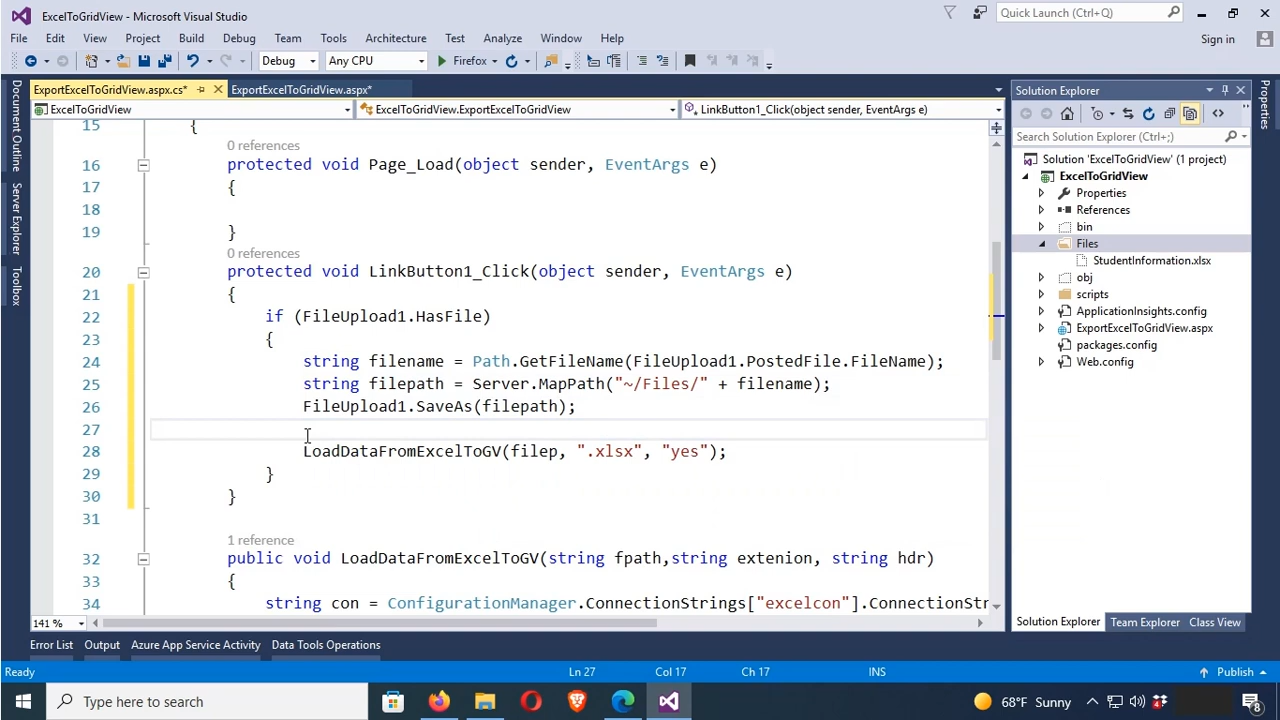 ExcelToGridView - Microsoft Visual Studio
Quick Launch (Ctrl+Q)
File Edit View Project Build Debug Team Tools Architecture Test Analyze Window Help
Sign in
Debug Any CPU Firefox
ExportExcelToGridView.aspx.cs* ExportExcelToGridView.aspx*
ExcelToGridView ExcelToGridView.ExportExcelToGridView LinkButton1_Click(object sender, EventArgs e)
Document Outline
Server Explorer
Toolbox
15 {
0 references
16 protected void Page_Load(object sender, EventArgs e)
17 {
18
19 }
0 references
20 protected void LinkButton1_Click(object sender, EventArgs e)
21 {
22 if (FileUpload1.HasFile)
23 {
24 string filename = Path.GetFileName(FileUpload1.PostedFile.FileName);
25 string filepath = Server.MapPath("~/Files/" + filename);
26 FileUpload1.SaveAs(filepath);
27
28 LoadDataFromExcelToGV(filep, ".xlsx", "yes");
29 }
30 }
31
1 reference
32 public void LoadDataFromExcelToGV(string fpath,string extenion, string hdr)
33 {
34 string con = ConfigurationManager.ConnectionStrings["excelcon"].ConnectionStr
141 %
Solution Explorer
Search Solution Explorer (Ctrl+;)
Solution 'ExcelToGridView' (1 project)
ExcelToGridView
Properties
References
bin
Files
StudentInformation.xlsx
obj
scripts
ApplicationInsights.config
ExportExcelToGridView.aspx
packages.config
Web.config
Solution Explorer Team Explorer Class View
Properties
Error List Output Azure App Service Activity Data Tools Operations
Ready Ln 27 Col 17 Ch 17 INS Publish
Type here to search
68°F Sunny
8